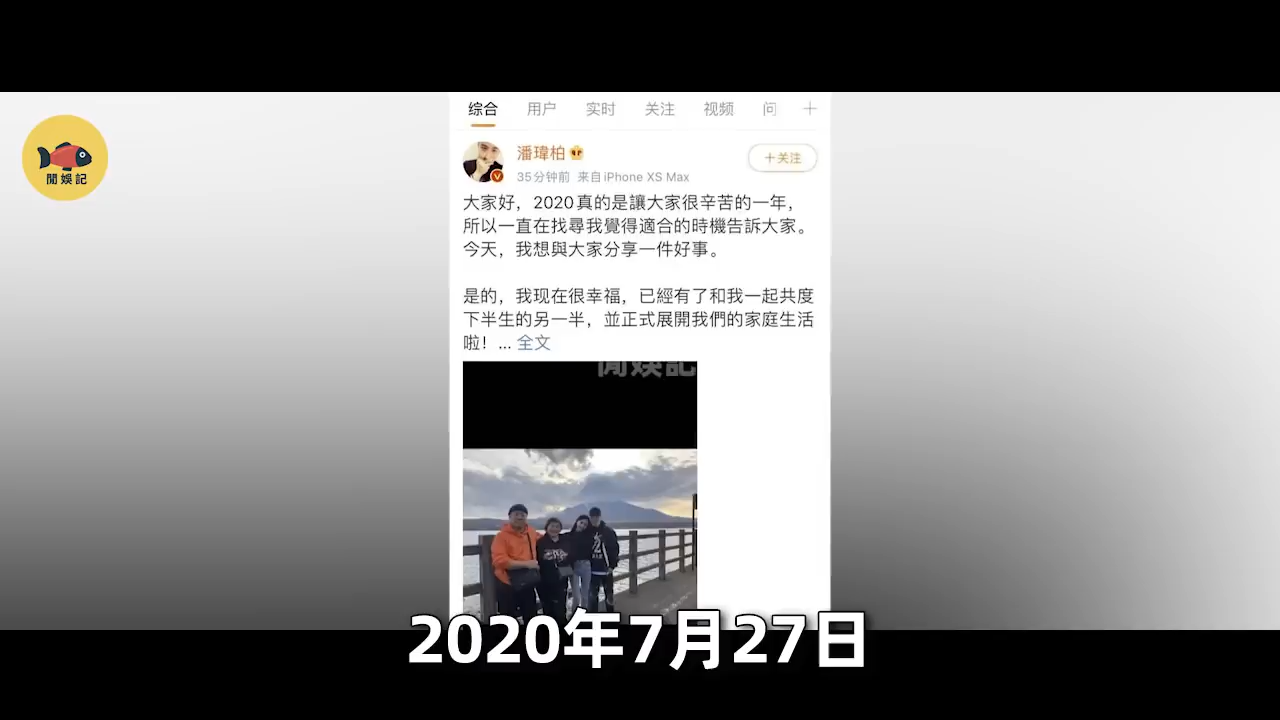 综合 用户 实时 关注 视频 问
閒娛記
潘瑋柏
+关注
35分钟前 来自iPhone XS Max
大家好，2020真的是讓大家很辛苦的一年，
所以一直在找尋我覺得適合的時機告訴大家。
今天，我想與大家分享一件好事。
是的，我现在很幸福，已經有了和我一起共度
下半生的另一半，並正式展開我們的家庭生活
啦！... 全文
閒娛記
2020年7月27日